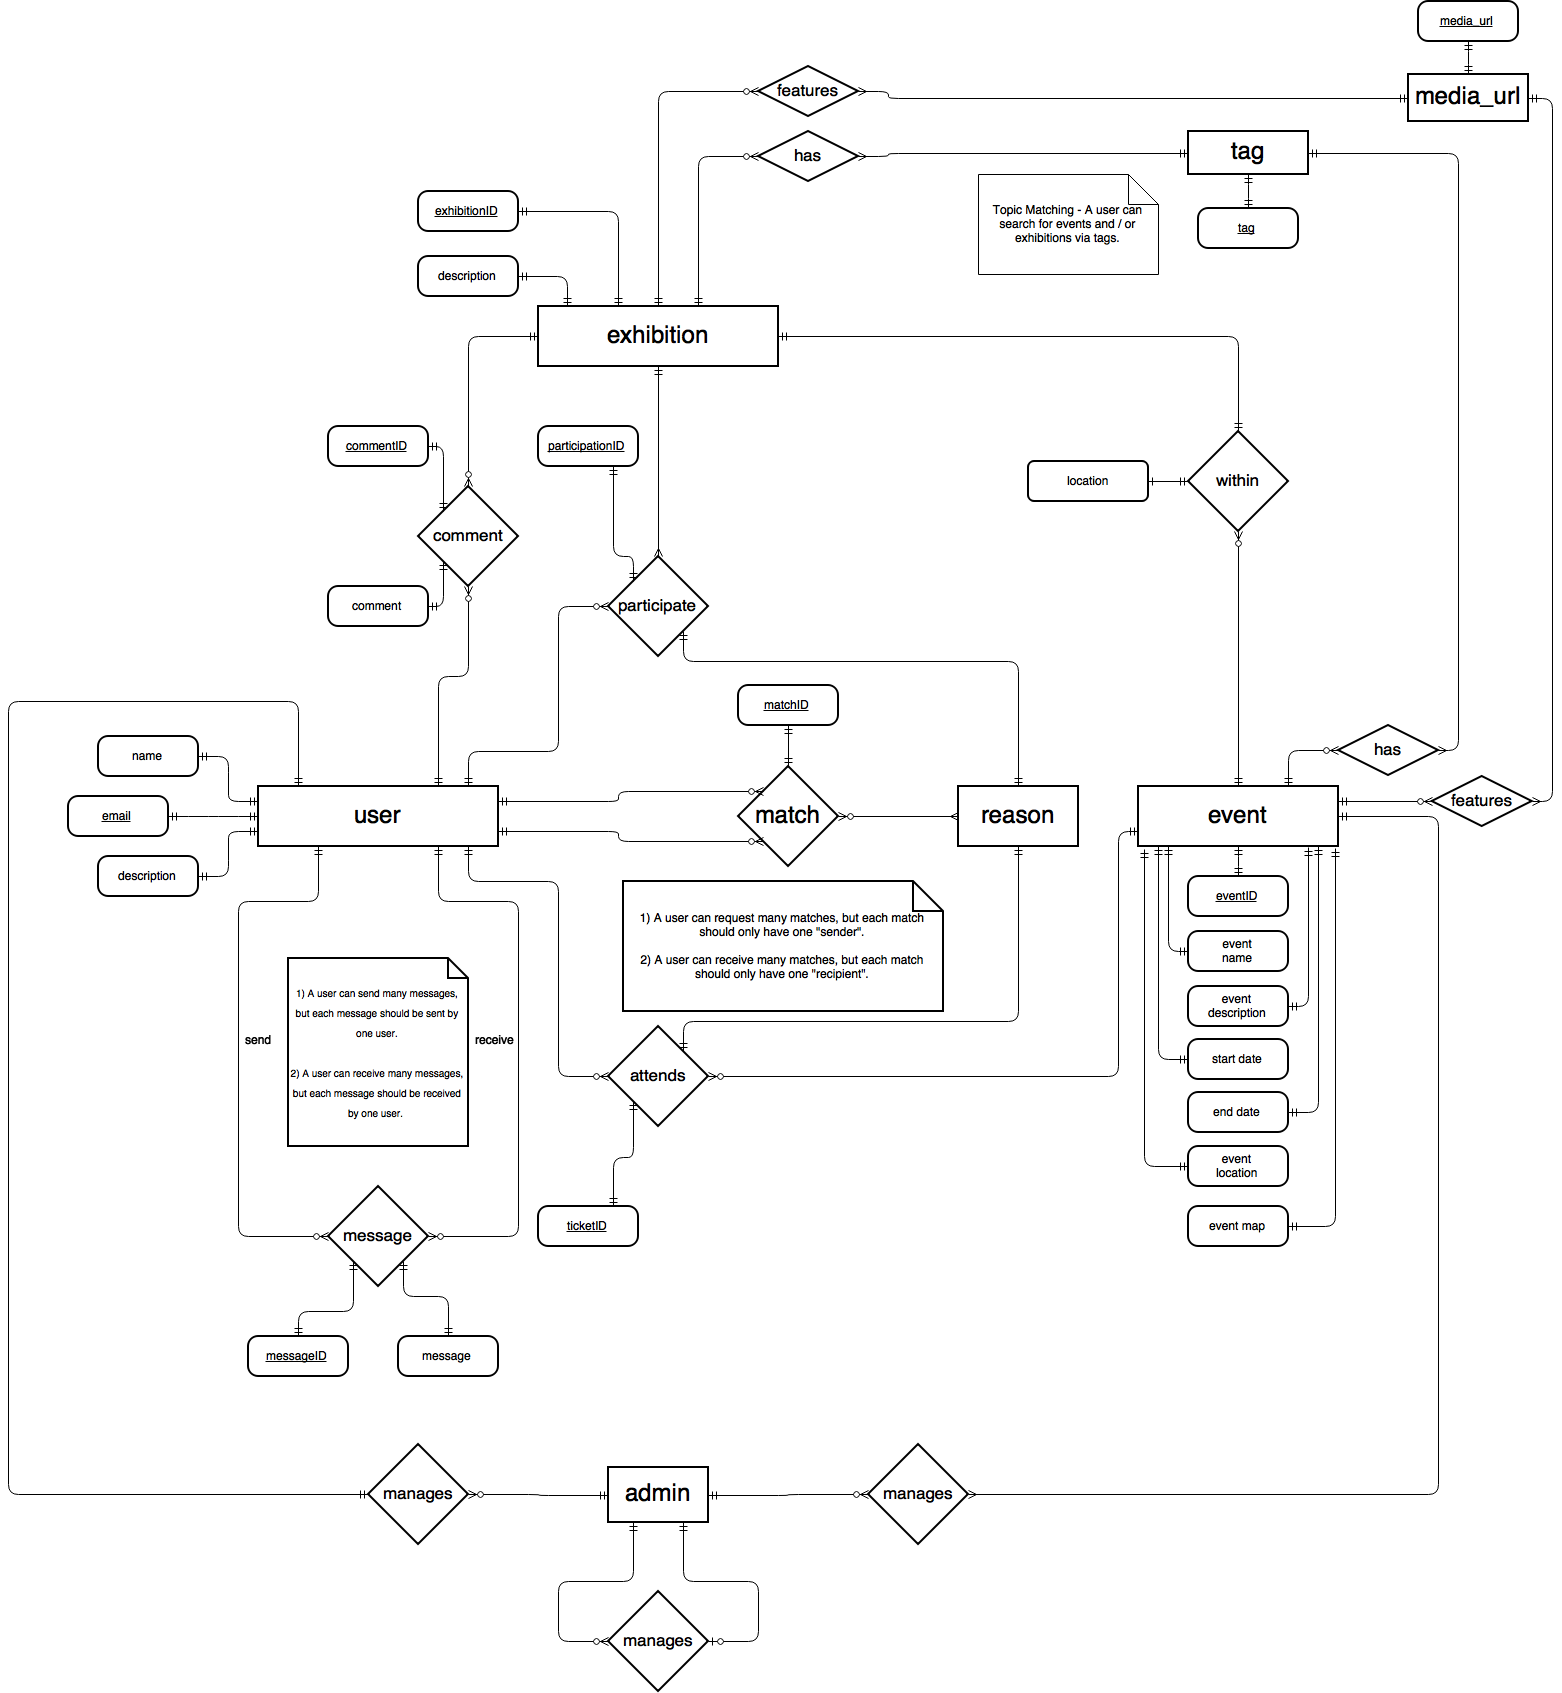 media_url
features
media_url
has
tag
exhibitionID
Topic Matching - A user can
search for events and / or
exhibitions via tags.
tag
description
exhibition
commentID
participationID
location
within
comment
comment
participate
matchID
name
has
user
match
reason
event
features
email
description
eventID
1) A user can request many matches, but each match
should only have one "sender".
2) A user can receive many matches, but each match
should only have one "recipient".
event
name
1) A user can send many messages,
but each message should be sent by
one user.
2) A user can receive many messages,
but each message should be received
by one user.
event
description
send
receive
start date
attends
end date
event
location
ticketID
event map
message
messageID
message
manages
admin
manages
manages